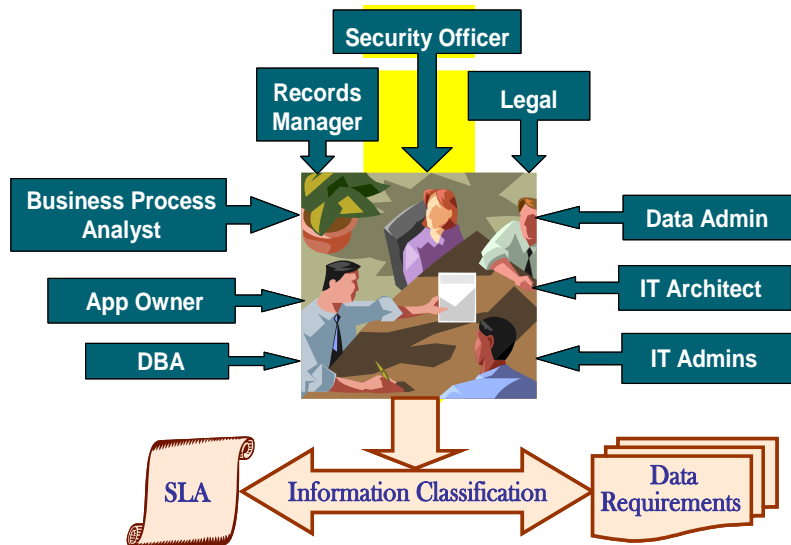 Security Officer
Records
Manager
Legal
Business Process
Analyst
Data Admin
App Owner
IT Architect
DBA
IT Admins
SLA
Information Classification
Data
Requirements